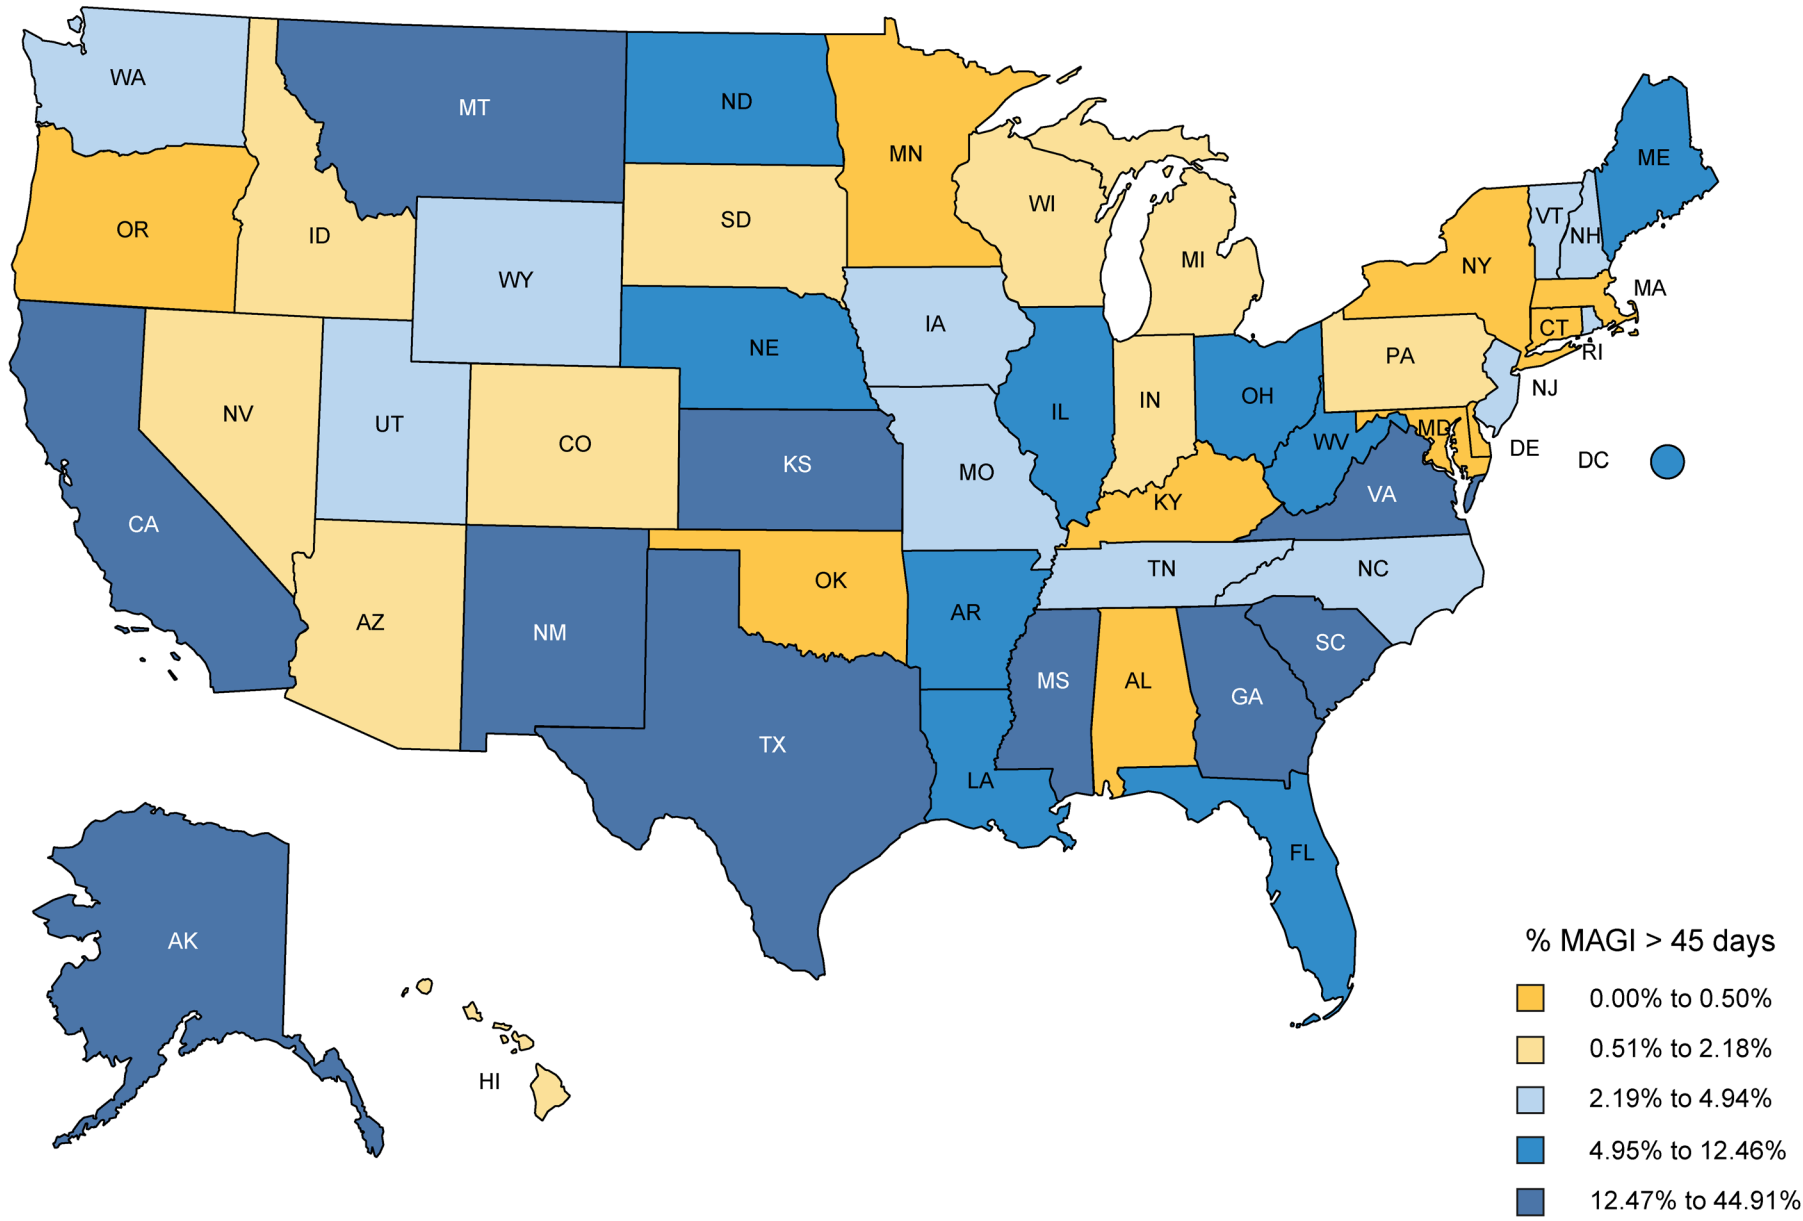 WA
MT
ND
MN
ME
OR
ID
SD
WI
VT
NH
NY
MI
WY
MA
IA
CT
NE
RI
PA
NJ
NV
UT
CO
IL
IN
OH
MD
WV
DE
DC
KS
MO
VA
KY
CA
TN
NC
OK
AR
AZ
NM
SC
MS
AL
GA
TX
LA
FL
AK
HI
% MAGI > 45 days
0.00% to 0.50%
0.51% to 2.18%
2.19% to 4.94%
4.95% to 12.46%
12.47% to 44.91%